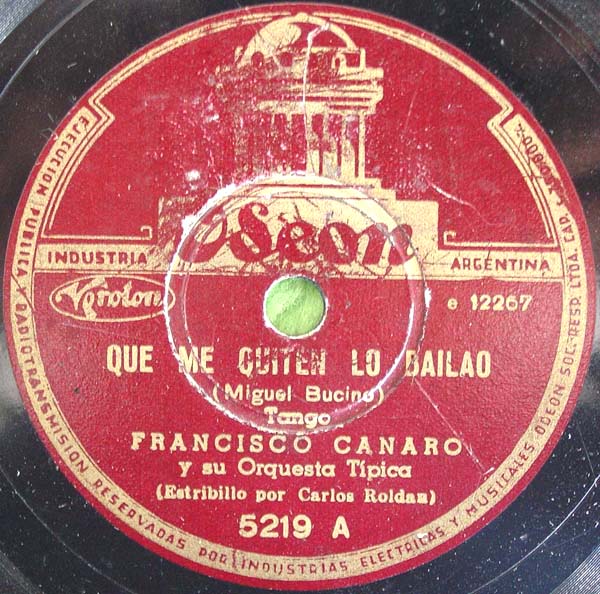 EJECUCION PUBLICA Y RADIOTRANSMISION RESERVADAS POR INDUSTRIAS ELECTRICAS Y MUSICALES ODEON SOC. RESP. LTDA. CAP.
Odeon
INDUSTRIA ARGENTINA
e 12267
QUE ME QUITEN LO BAILAO
(Miguel Bucino)
Tango
FRANCISCO CANARO
y su Orquesta Típica
(Estribillo por Carlos Roldan)
5219 A